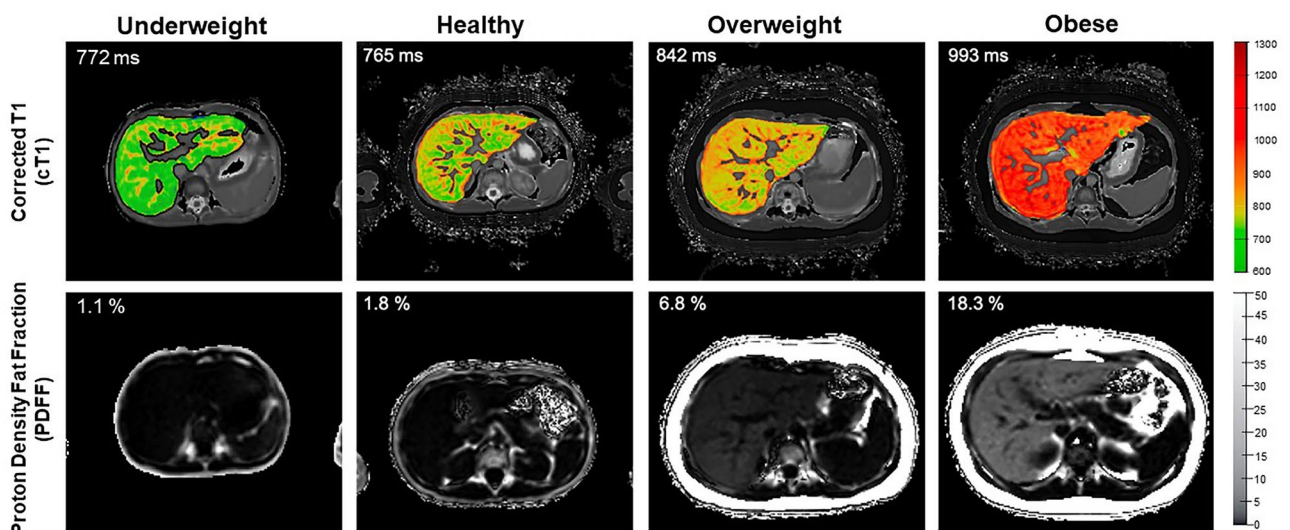 Underweight
Healthy
Overweight
Obese
Corrected T1
(cT1)
772 ms
765 ms
842 ms
993 ms
1300
1200
1100
1000
900
800
700
600
Proton Density Fat Fraction
(PDFF)
1.1 %
1.8 %
6.8 %
18.3 %
50
45
40
35
30
25
20
15
10
5
0